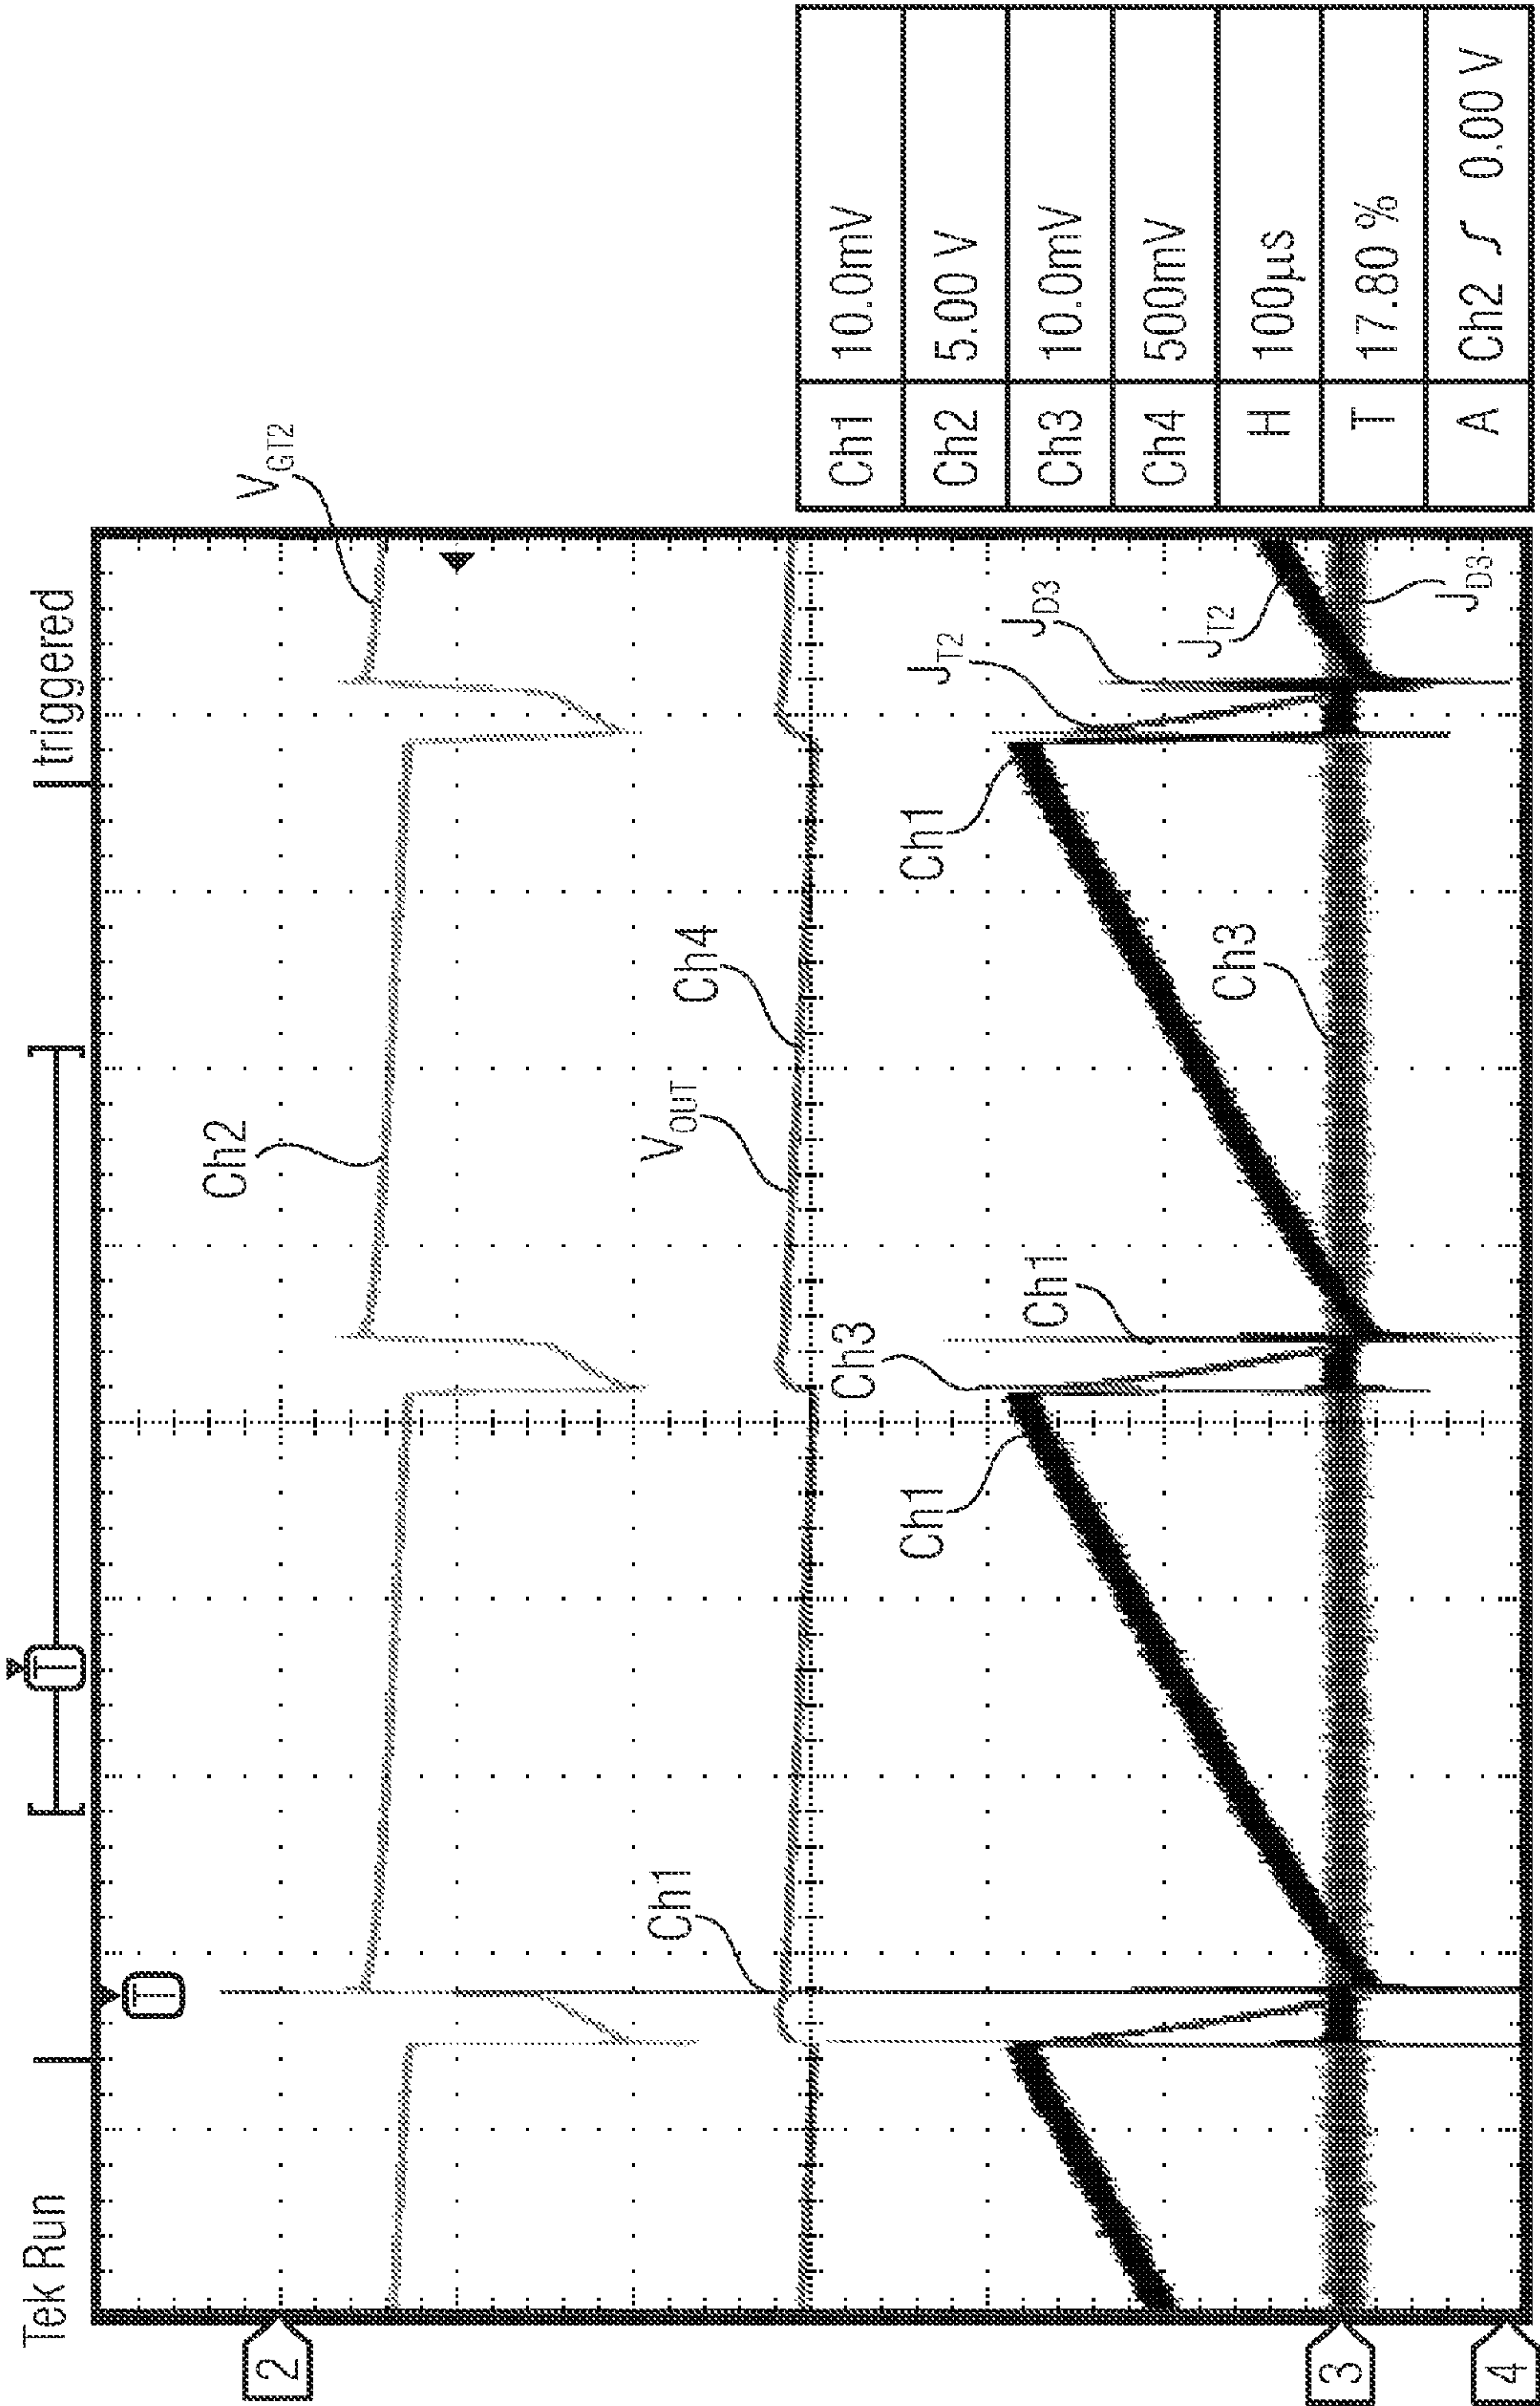 Tek Run
triggered
T
T
2
3
4
Ch2
V_GT2
Ch1
V_OUT
Ch4
Ch3
Ch1
Ch1
Ch1
J_T2
J_D3
Ch3
J_T2
J_D3
Ch1 10.0mV
Ch2 5.00 V
Ch3 10.0mV
Ch4 500mV
H 100µs
T 17.80 %
A Ch2 ∫ 0.00 V